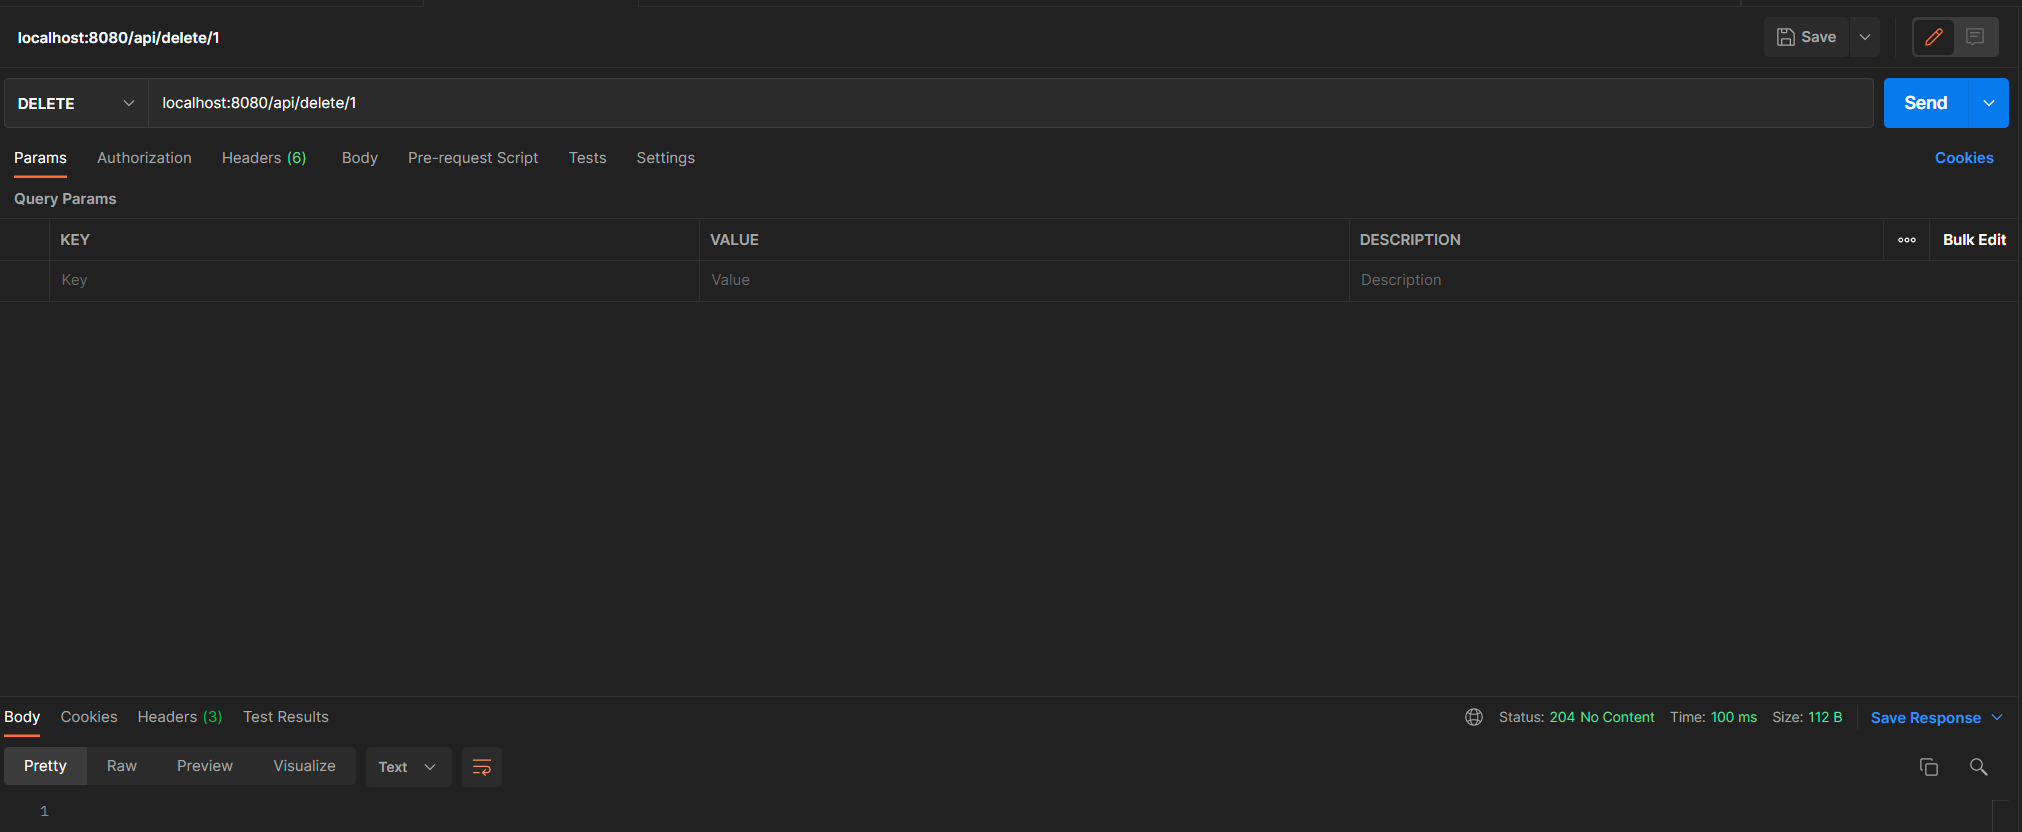 localhost:8080/api/delete/1
Save
DELETE
localhost:8080/api/delete/1
Send
Params Authorization Headers (6) Body Pre-request Script Tests Settings Cookies
Query Params
KEY VALUE DESCRIPTION Bulk Edit
Key Value Description
Body Cookies Headers (3) Test Results Status: 204 No Content Time: 100 ms Size: 112 B Save Response
Pretty Raw Preview Visualize Text
1